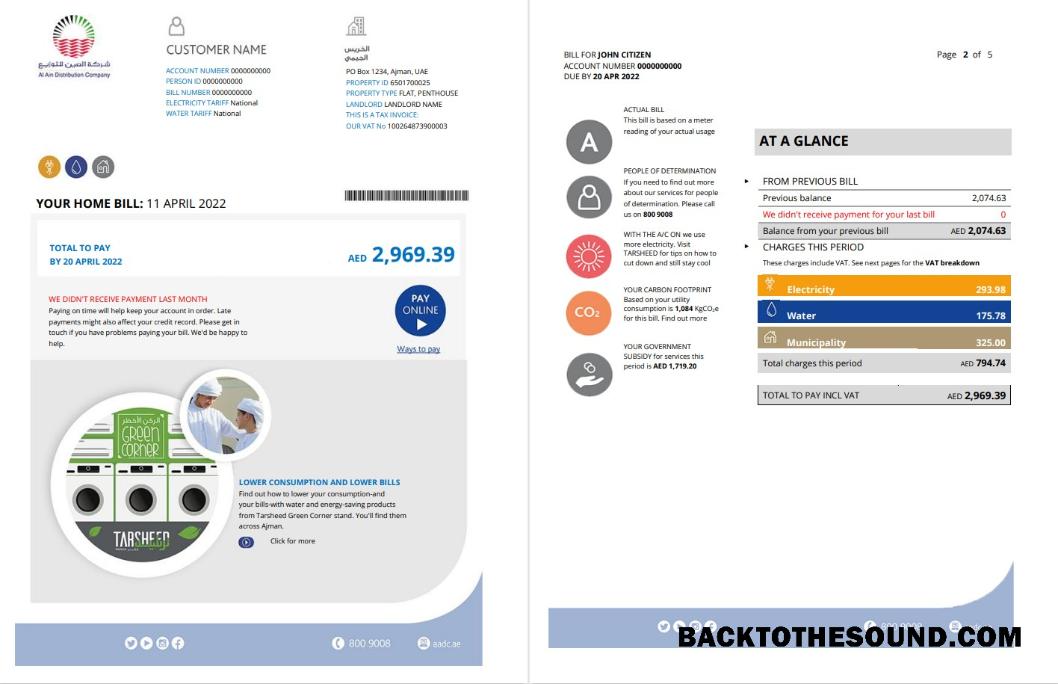 شركة العين للتوزيع
Al Ain Distribution Company
CUSTOMER NAME
ACCOUNT NUMBER 0000000000
PERSON ID 0000000000
BILL NUMBER 0000000000
ELECTRICITY TARIFF National
WATER TARIFF National
الخريس
الجيمي
PO Box 1234, Ajman, UAE
PROPERTY ID 6501700025
PROPERTY TYPE FLAT, PENTHOUSE
LANDLORD LANDLORD NAME
THIS IS A TAX INVOICE:
OUR VAT No 100264873900003
YOUR HOME BILL: 11 APRIL 2022
TOTAL TO PAY
BY 20 APRIL 2022
AED 2,969.39
WE DIDN'T RECEIVE PAYMENT LAST MONTH
Paying on time will help keep your account in order. Late
payments might also affect your credit record. Please get in
touch if you have problems paying your bill. We'd be happy to
help.
PAY
ONLINE
Ways to pay
الركن الأخضر
GREEN
CORNER
TARSHEED
LOWER CONSUMPTION AND LOWER BILLS
Find out how to lower your consumption-and
your bills-with water and energy-saving products
from Tarsheed Green Corner stand. You'll find them
across Ajman.
Click for more
800 9008
aadc.ae
BILL FOR JOHN CITIZEN
ACCOUNT NUMBER 0000000000
DUE BY 20 APR 2022
Page 2 of 5
A
ACTUAL BILL
This bill is based on a meter
reading of your actual usage
PEOPLE OF DETERMINATION
If you need to find out more
about our services for people
of determination. Please call
us on 800 9008
WITH THE A/C ON we use
more electricity. Visit
TARSHEED for tips on how to
cut down and still stay cool
CO₂
YOUR CARBON FOOTPRINT
Based on your utility
consumption is 1,084 KgCO₂e
for this bill. Find out more
YOUR GOVERNMENT
SUBSIDY for services this
period is AED 1,719.20
AT A GLANCE
FROM PREVIOUS BILL
Previous balance 2,074.63
We didn't receive payment for your last bill 0
Balance from your previous bill AED 2,074.63
CHARGES THIS PERIOD
These charges include VAT. See next pages for the VAT breakdown
Electricity 293.98
Water 175.78
Municipality 325.00
Total charges this period AED 794.74
TOTAL TO PAY INCL VAT AED 2,969.39
BACKTOTHESOUND.COM